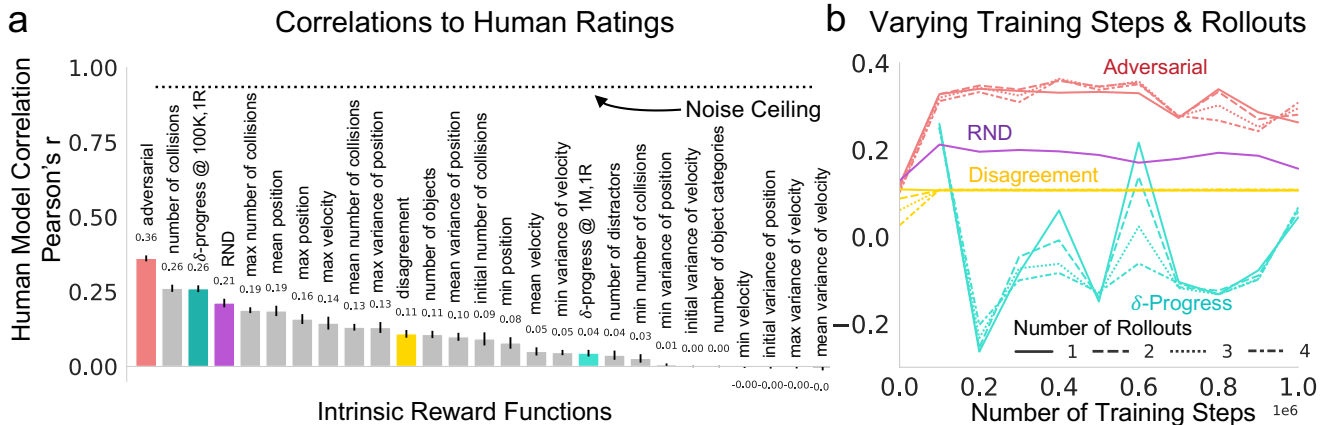 a
Correlations to Human Ratings
Human Model Correlation
Pearson's r
1.00
0.75
0.50
0.25
0.00
Noise Ceiling
adversarial
number of collisions
δ-progress @ 100K,1R
RND
max number of collisions
mean position
max position
max velocity
mean number of collisions
max variance of position
disagreement
number of objects
mean variance of position
initial number of collisions
min position
mean velocity
min variance of velocity
δ-progress @ 1M,1R
number of distractors
min number of collisions
min variance of position
initial variance of velocity
number of object categories
min velocity
initial variance of position
max variance of velocity
mean variance of velocity
0.36
0.26
0.26
0.21
0.19
0.19
0.16
0.14
0.13
0.13
0.11
0.11
0.10
0.09
0.08
0.05
0.05
0.04
0.04
0.03
0.01
0.00
0.00
-0.00-0.00-0.00-0.0
Intrinsic Reward Functions
b
Varying Training Steps & Rollouts
0.4
0.2
0.0
−0.2
Adversarial
RND
Disagreement
δ-Progress
Number of Rollouts
1 2 3 4
0.0 0.2 0.4 0.6 0.8 1.0
Number of Training Steps
1e6